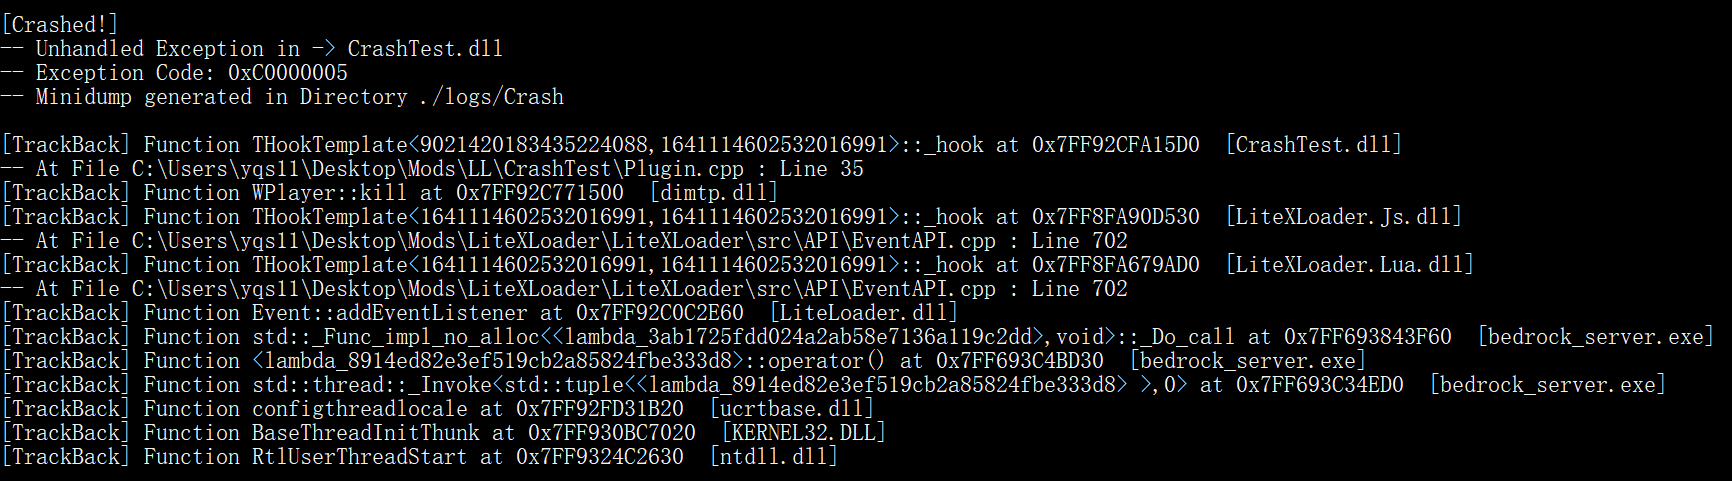 [Crashed!]
-- Unhandled Exception in -> CrashTest.dll
-- Exception Code: 0xC0000005
-- Minidump generated in Directory ./logs/Crash
[TrackBack] Function THookTemplate<9021420183435224088,1641114602532016991>::_hook at 0x7FF92CFA15D0  [CrashTest.dll]
-- At File C:\Users\yqs11\Desktop\Mods\LL\CrashTest\Plugin.cpp : Line 35
[TrackBack] Function WPlayer::kill at 0x7FF92C771500  [dimtp.dll]
[TrackBack] Function THookTemplate<1641114602532016991,1641114602532016991>::_hook at 0x7FF8FA90D530  [LiteXLoader.Js.dll]
-- At File C:\Users\yqs11\Desktop\Mods\LiteXLoader\LiteXLoader\src\API\EventAPI.cpp : Line 702
[TrackBack] Function THookTemplate<1641114602532016991,1641114602532016991>::_hook at 0x7FF8FA679AD0  [LiteXLoader.Lua.dll]
-- At File C:\Users\yqs11\Desktop\Mods\LiteXLoader\LiteXLoader\src\API\EventAPI.cpp : Line 702
[TrackBack] Function Event::addEventListener at 0x7FF92C0C2E60  [LiteLoader.dll]
[TrackBack] Function std::_Func_impl_no_alloc<<lambda_3ab1725fdd024a2ab58e7136a119c2dd>,void>::_Do_call at 0x7FF693843F60  [bedrock_server.exe]
[TrackBack] Function <lambda_8914ed82e3ef519cb2a85824fbe333d8>::operator() at 0x7FF693C4BD30  [bedrock_server.exe]
[TrackBack] Function std::thread::_Invoke<std::tuple<<lambda_8914ed82e3ef519cb2a85824fbe333d8> >,0> at 0x7FF693C34ED0  [bedrock_server.exe]
[TrackBack] Function configthreadlocale at 0x7FF92FD31B20  [ucrtbase.dll]
[TrackBack] Function BaseThreadInitThunk at 0x7FF930BC7020  [KERNEL32.DLL]
[TrackBack] Function RtlUserThreadStart at 0x7FF9324C2630  [ntdll.dll]